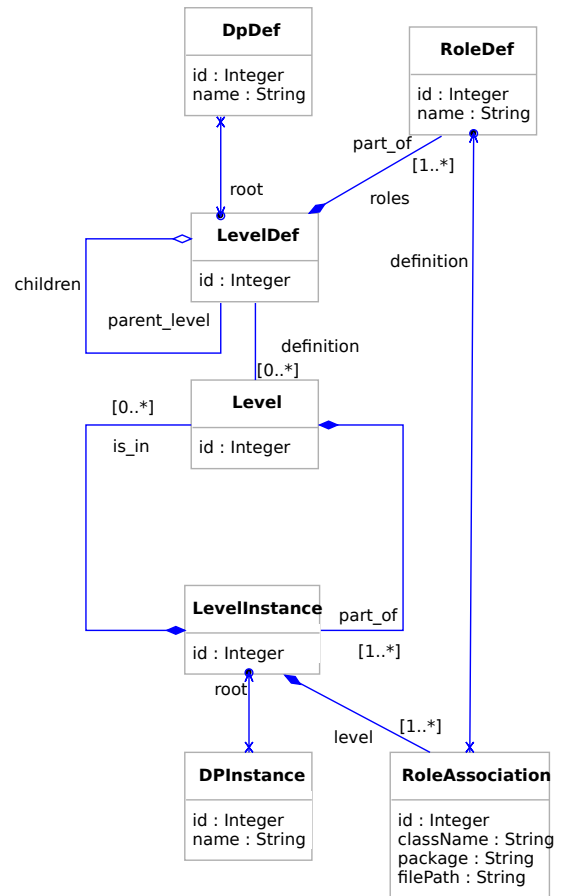 DpDef
id : Integer
name : String
RoleDef
id : Integer
name : String
part_of
[1..*]
root
roles
LevelDef
id : Integer
definition
children
parent_level
definition
[0..*]
Level
id : Integer
[0..*]
is_in
LevelInstance
id : Integer
part_of
[1..*]
root
level
[1..*]
DPInstance
id : Integer
name : String
RoleAssociation
id : Integer
className : String
package : String
filePath : String